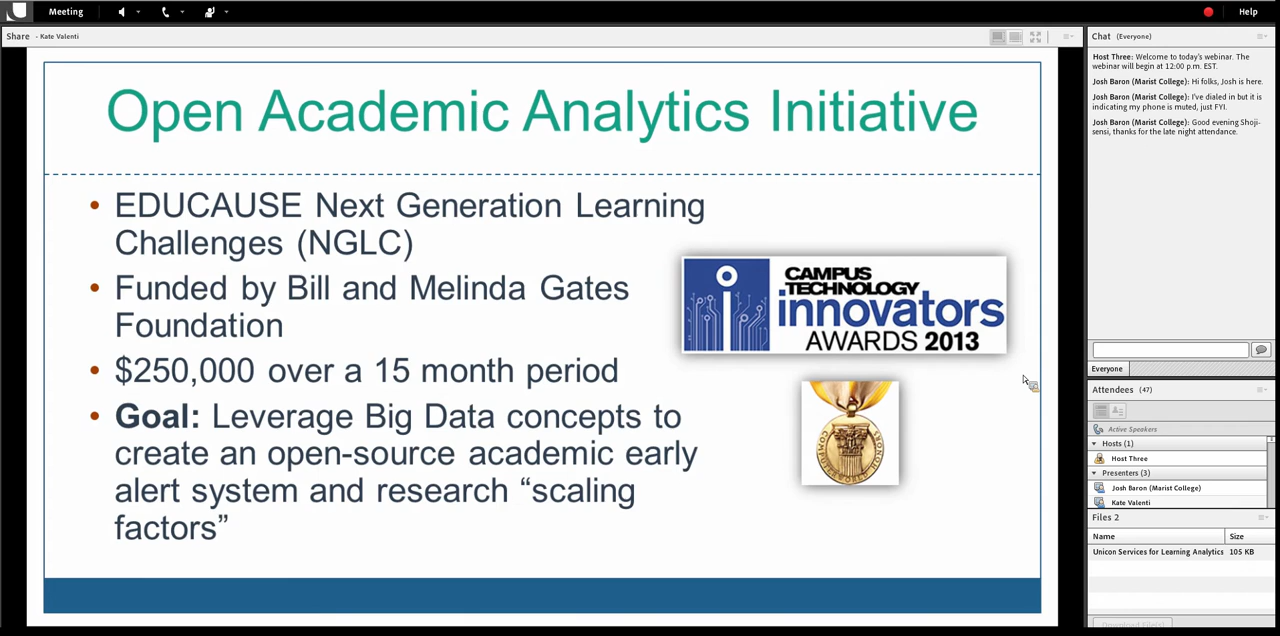 Meeting
Help
Share - Kate Valenti
Open Academic Analytics Initiative
• EDUCAUSE Next Generation Learning
Challenges (NGLC)
• Funded by Bill and Melinda Gates
Foundation
• $250,000 over a 15 month period
• Goal: Leverage Big Data concepts to
create an open-source academic early
alert system and research “scaling
factors”
CAMPUS
TECHNOLOGY
innovators
AWARDS 2013
Chat (Everyone)
Host Three: Welcome to today's webinar. The
webinar will begin at 12:00 p.m. EST.
Josh Baron (Marist College): Hi folks, Josh is here.
Josh Baron (Marist College): I've dialed in but it is
indicating my phone is muted, just FYI.
Josh Baron (Marist College): Good evening Shoji-
sensi, thanks for the late night attendance.
Everyone
Attendees (47)
Active Speakers
Hosts (1)
Host Three
Presenters (3)
Josh Baron (Marist College)
Kate Valenti
Files 2
Name Size
Unicon Services for Learning Analytics 105 KB
Download File(s)